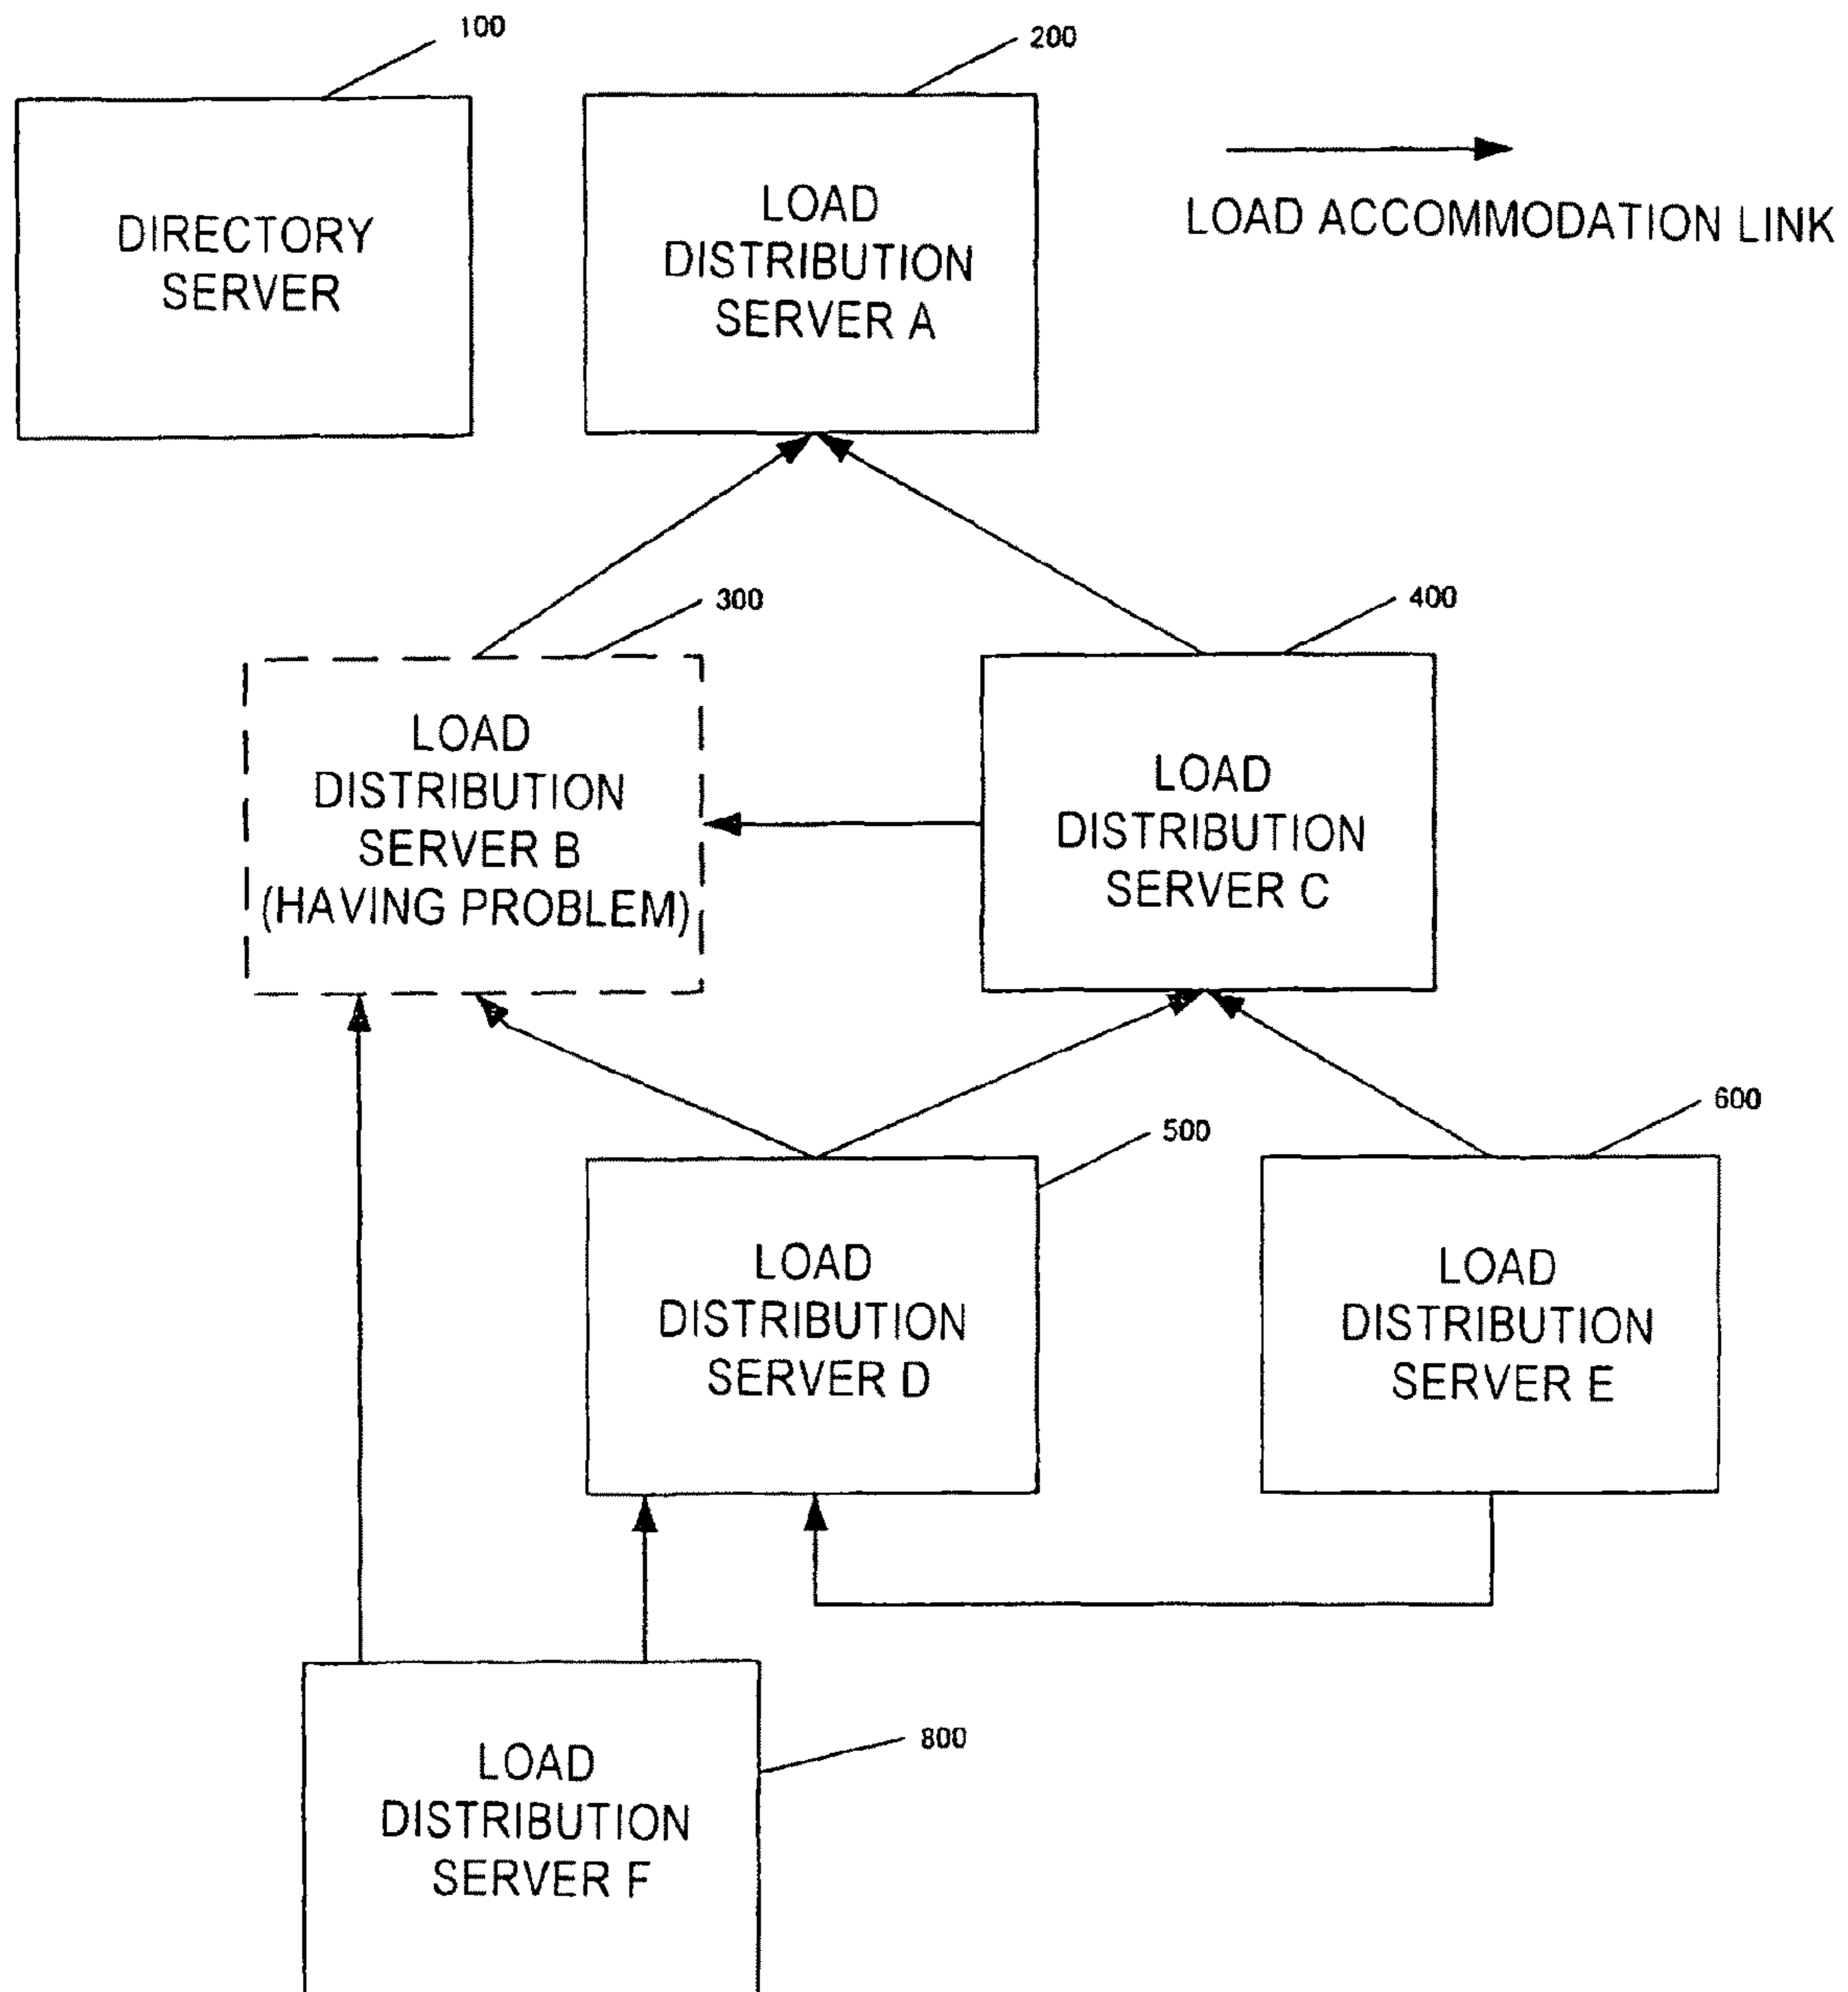 100
200
DIRECTORY
SERVER
LOAD
DISTRIBUTION
SERVER A
LOAD ACCOMMODATION LINK
300
400
LOAD
DISTRIBUTION
SERVER B
(HAVING PROBLEM)
LOAD
DISTRIBUTION
SERVER C
500
600
LOAD
DISTRIBUTION
SERVER D
LOAD
DISTRIBUTION
SERVER E
800
LOAD
DISTRIBUTION
SERVER F